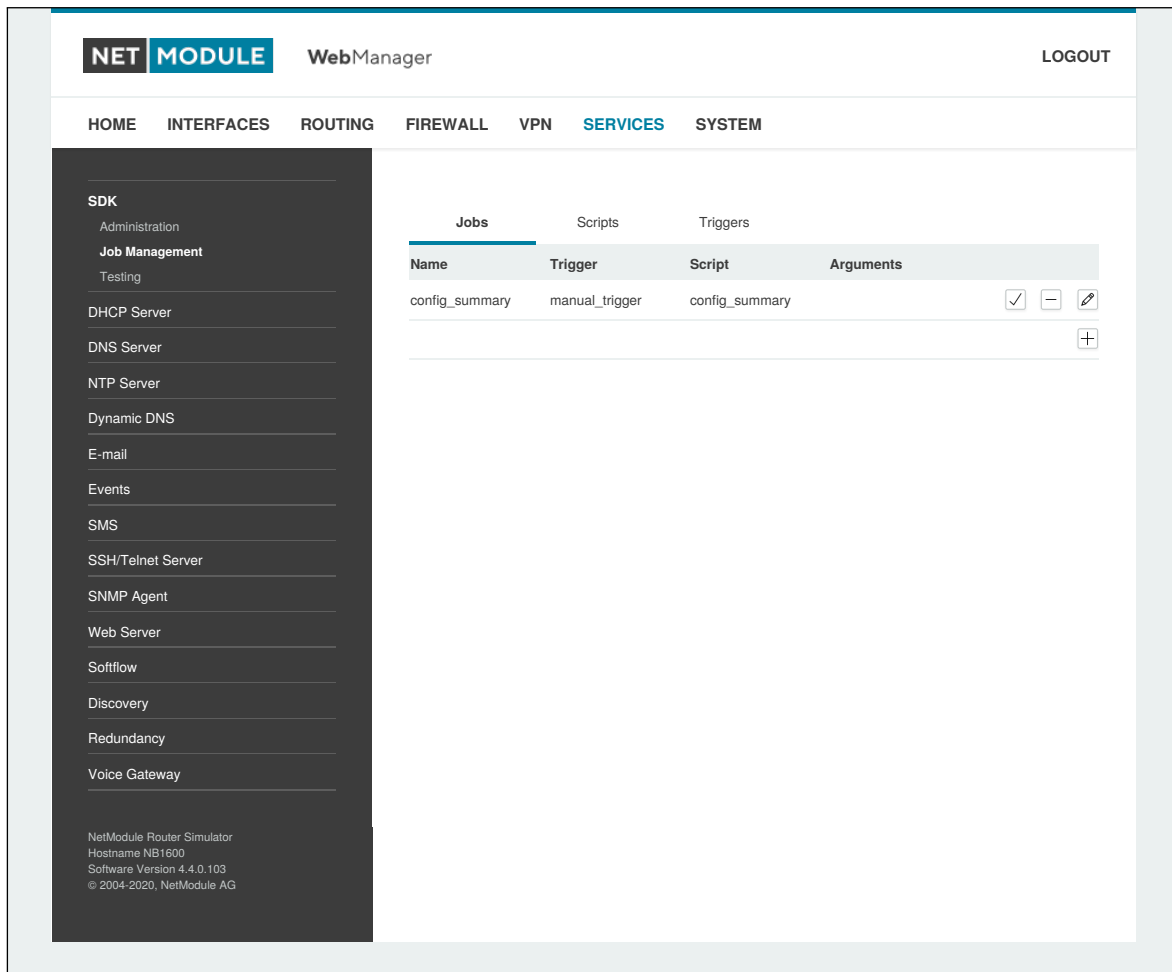 NET MODULE WebManager LOGOUT
HOME INTERFACES ROUTING FIREWALL VPN SERVICES SYSTEM
SDK
Administration
Job Management
Testing
DHCP Server
DNS Server
NTP Server
Dynamic DNS
E-mail
Events
SMS
SSH/Telnet Server
SNMP Agent
Web Server
Softflow
Discovery
Redundancy
Voice Gateway
NetModule Router Simulator
Hostname NB1600
Software Version 4.4.0.103
© 2004-2020, NetModule AG
Jobs Scripts Triggers
Name Trigger Script Arguments
config_summary manual_trigger config_summary